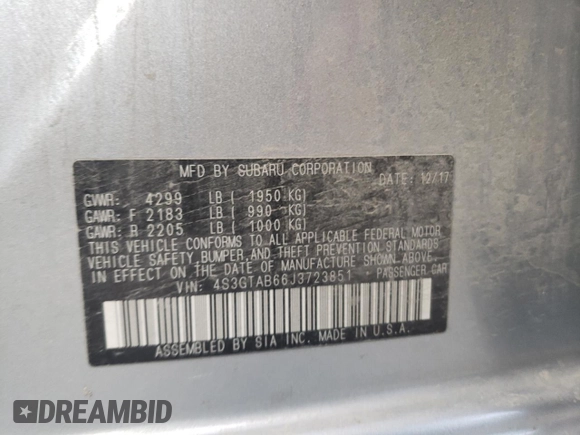 MFD BY SUBARU CORPORATION
DATE: 12/17
GVWR: 4299 LB ( 1950 KG)
GAWR: F 2183 LB ( 990 KG)
GAWR: R 2205 LB ( 1000 KG)
THIS VEHICLE CONFORMS TO ALL APPLICABLE FEDERAL MOTOR
VEHICLE SAFETY, BUMPER, AND THEFT PREVENTION STANDARDS
IN EFFECT ON THE DATE OF MANUFACTURE SHOWN ABOVE.
VIN: 4S3GTAB66J3723851 PASSENGER CAR
ASSEMBLED BY SIA INC. MADE IN U.S.A.
DREAMBID